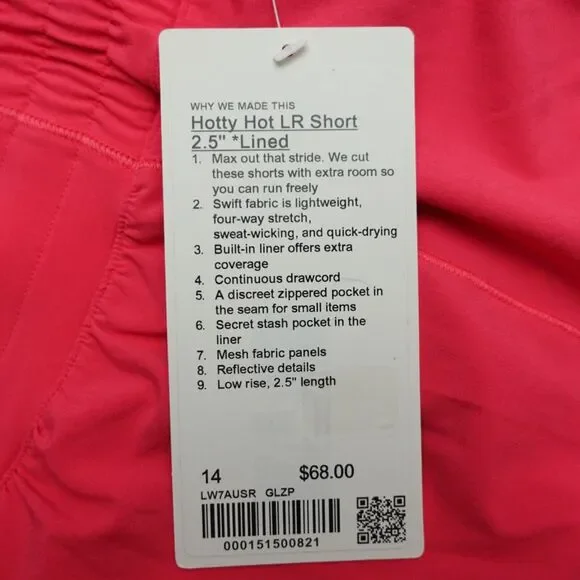 WHY WE MADE THIS
Hotty Hot LR Short
2.5" *Lined
1. Max out that stride. We cut
these shorts with extra room so
you can run freely
2. Swift fabric is lightweight,
four-way stretch,
sweat-wicking, and quick-drying
3. Built-in liner offers extra
coverage
4. Continuous drawcord
5. A discreet zippered pocket in
the seam for small items
6. Secret stash pocket in the
liner
7. Mesh fabric panels
8. Reflective details
9. Low rise, 2.5" length
14 $68.00
LW7AUSR GLZP
000151500821